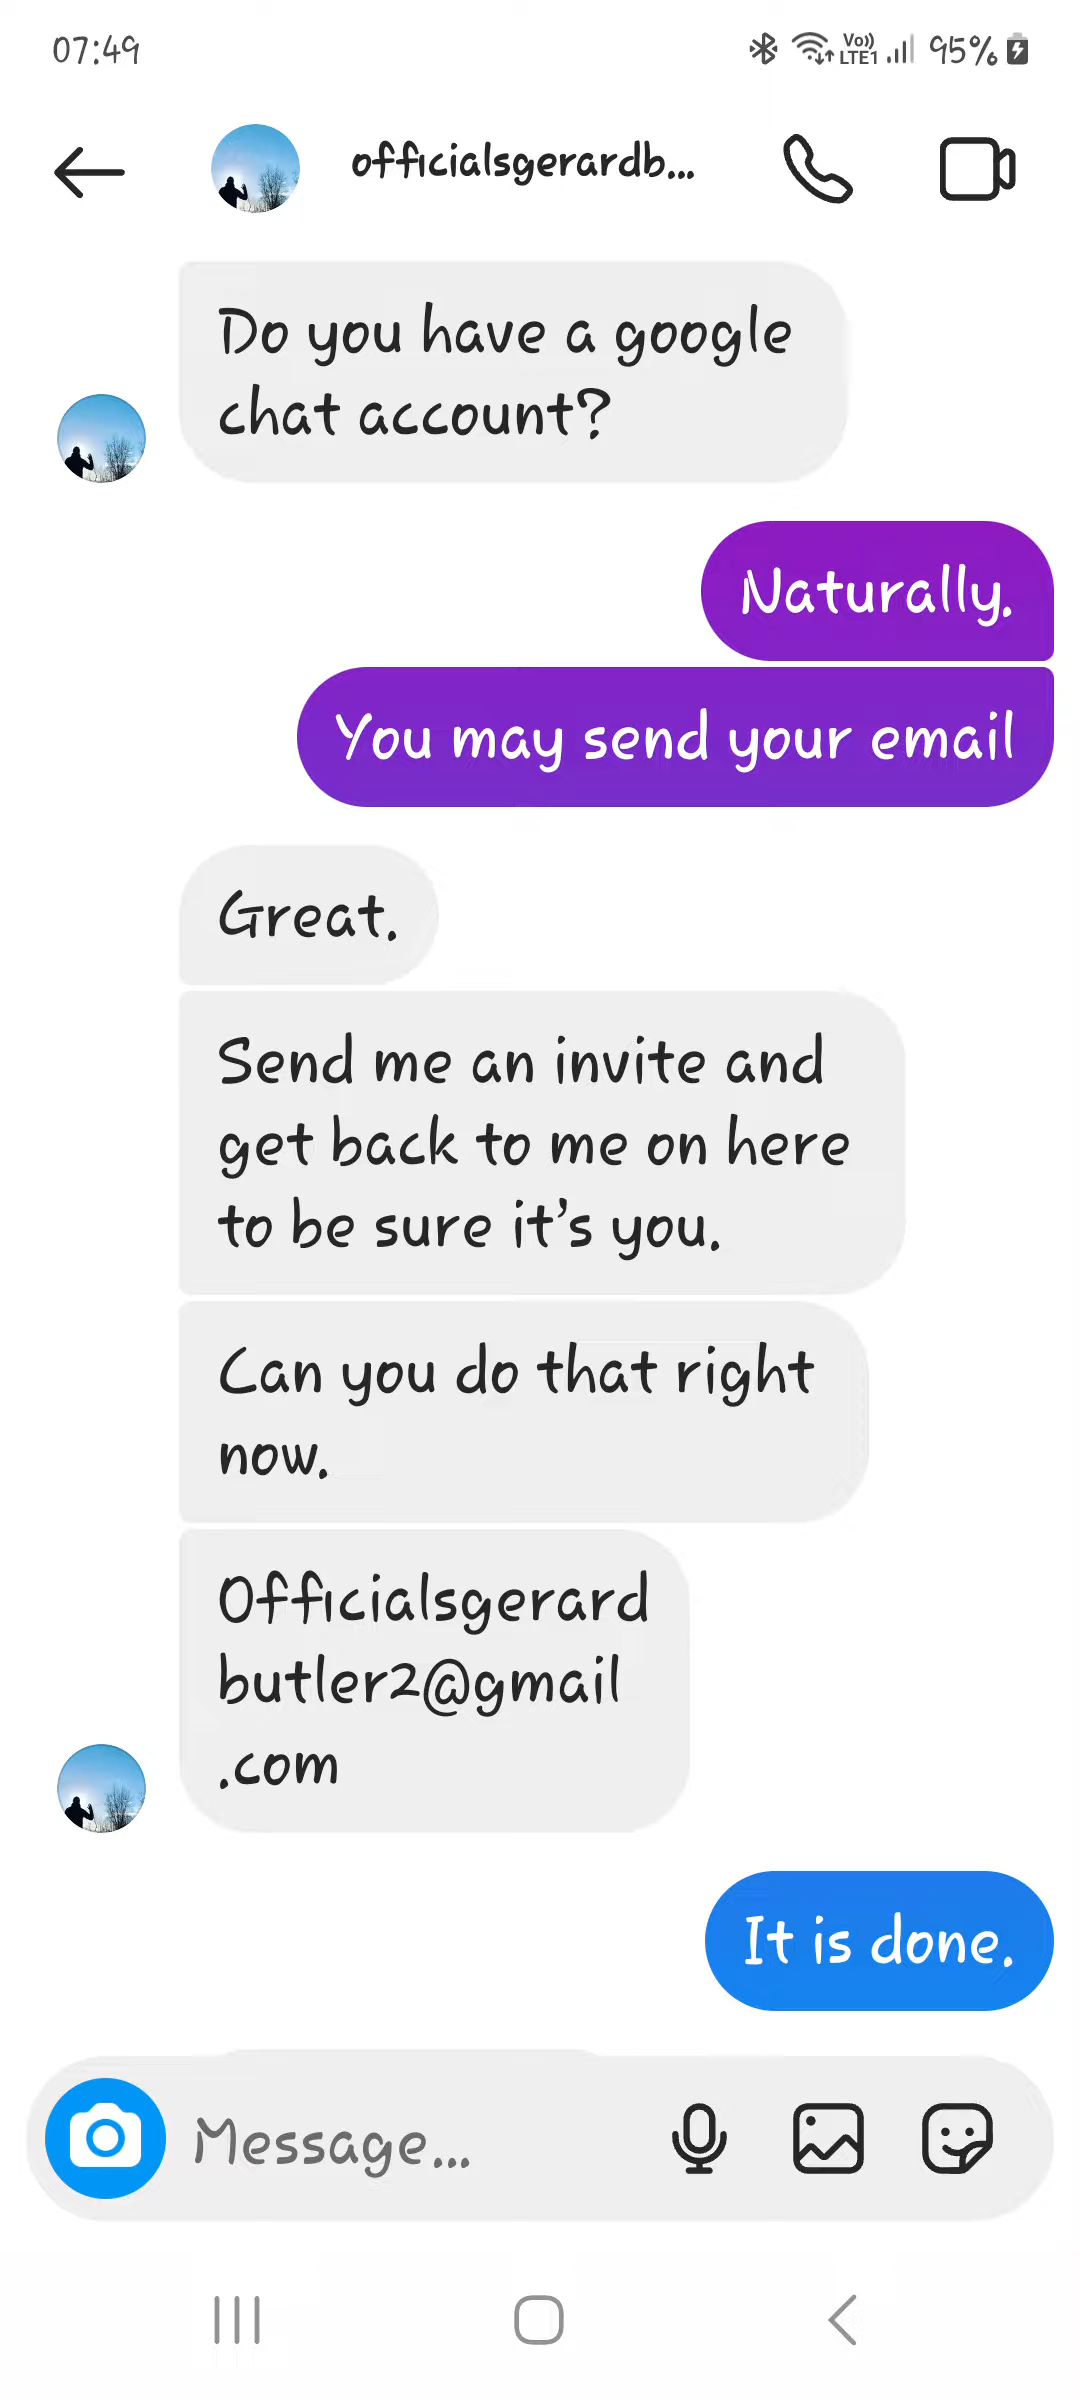 07:49
Vo)) LTE1 95%
officialsgerardb...
Do you have a google
chat account?
Naturally.
You may send your email
Great.
Send me an invite and
get back to me on here
to be sure it's you.
Can you do that right
now.
Officialsgerard
butler2@gmail
.com
It is done.
Message...